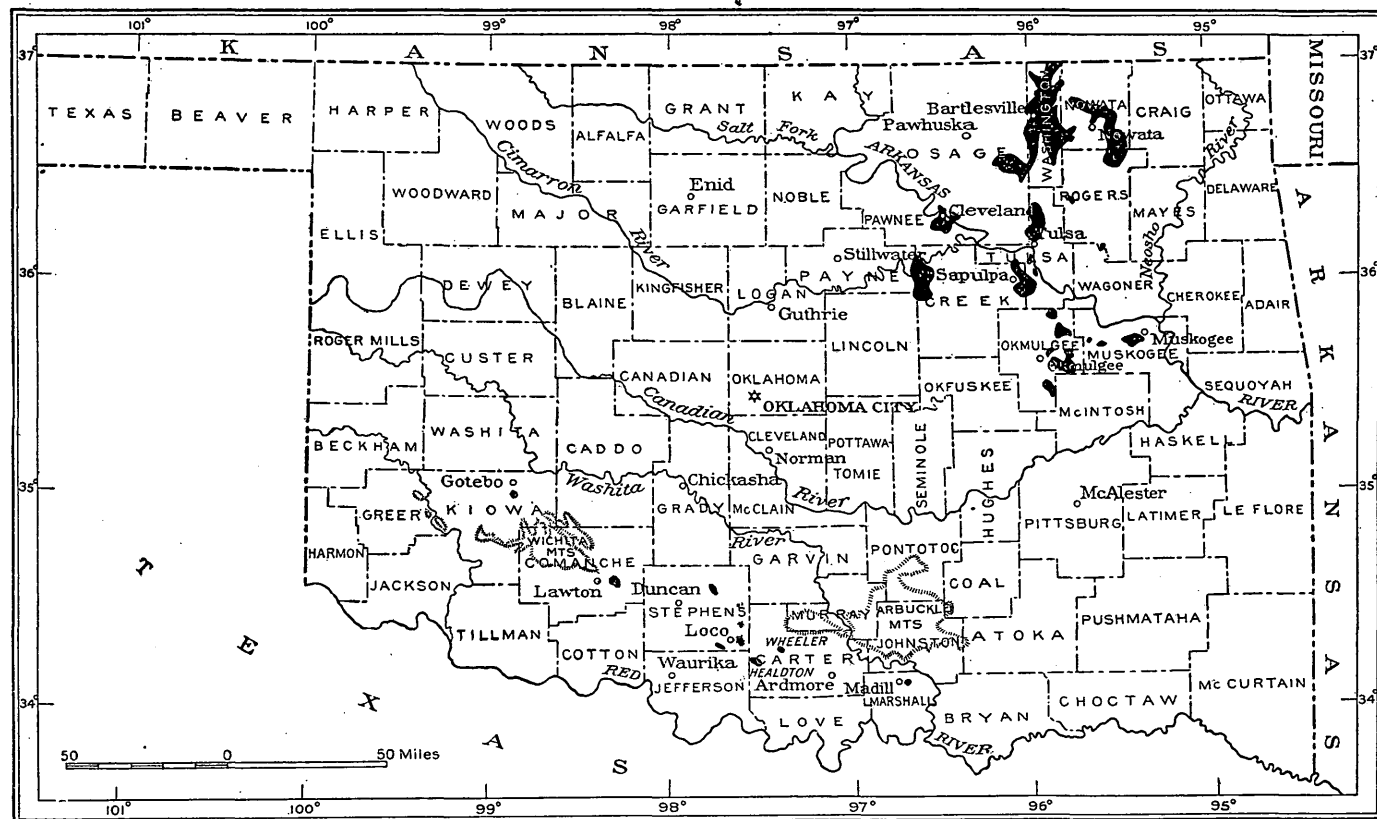 101° 100° 99° 98° 97° 96° 95°
37° 37°
K A N S A S
MISSOURI
TEXAS BEAVER HARPER WOODS ALFALFA GRANT KAY
Salt Fork
Bartlesville
Pawhuska
OSAGE
WASHINGTON
NOWATA
Nowata
CRAIG
OTTAWA
River
Cimarron
River
ARKANSAS
WOODWARD
MAJOR
Enid
GARFIELD
NOBLE
PAWNEE
Cleveland
ROGERS
MAYES
DELAWARE
Neosho
ELLIS
Tulsa
TULSA
36° 36°
Stillwater
PAYNE
Sapulpa
CREEK
WAGONER
CHEROKEE
ADAIR
DEWEY
BLAINE
KINGFISHER
LOGAN
Guthrie
ROGER MILLS
CUSTER
CANADIAN
OKLAHOMA
OKLAHOMA CITY
LINCOLN
OKMULGEE
Okmulgee
MUSKOGEE
Muskogee
OKFUSKEE
SEQUOYAH
RIVER
McINTOSH
Canadian
River
BECKHAM
WASHITA
CADDO
CLEVELAND
Norman
POTTAWA
TOMIE
SEMINOLE
HUGHES
HASKELL
35° 35°
Gotebo
Washita
River
Chickasha
GREER
KIOWA
GRADY
McCLAIN
McAlester
PITTSBURG
LATIMER
LE FLORE
HARMON
WICHITA
MTS
COMANCHE
GARVIN
PONTOTOC
COAL
JACKSON
Lawton
Duncan
STEPHENS
MURRAY
ARBUCKLE
MTS
JOHNSTON
ATOKA
PUSHMATAHA
TILLMAN
COTTON
Loco
WHEELER
CARTER
HEALDTON
Waurika
JEFFERSON
Ardmore
Madill
MARSHALL
RED
RIVER
34° 34°
LOVE
BRYAN
CHOCTAW
McCURTAIN
ARKANSAS
TEXAS
50 0 50 Miles
101° 100° 99° 98° 97° 96° 95°